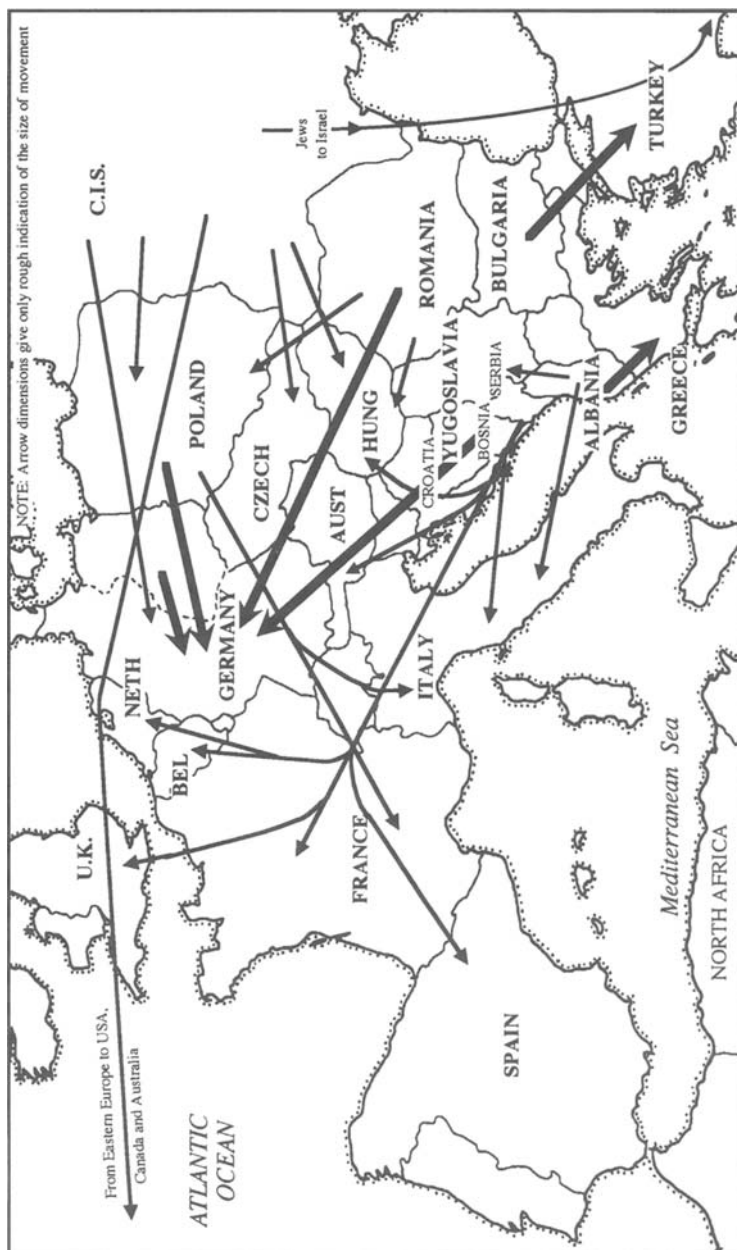 NOTE: Arrow dimensions give only rough indication of the size of movement
C.I.S.
Jews
to Israel
From Eastern Europe to USA,
Canada and Australia
U.K.
NETH
BEL
GERMANY
POLAND
CZECH
AUST
HUNG
ROMANIA
FRANCE
ITALY
CROATIA
YUGOSLAVIA
BOSNIA
SERBIA
BULGARIA
ALBANIA
GREECE
TURKEY
ATLANTIC
OCEAN
SPAIN
Mediterranean Sea
NORTH AFRICA